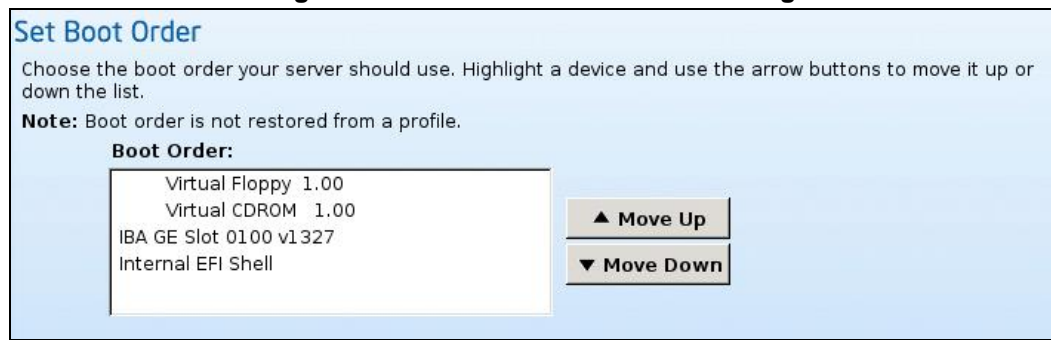 Set Boot Order
Choose the boot order your server should use. Highlight a device and use the arrow buttons to move it up or
down the list.
Note: Boot order is not restored from a profile.
Boot Order:
Virtual Floppy 1.00
Virtual CDROM 1.00
IBA GE Slot 0100 v1327
Internal EFI Shell
▲ Move Up
▼ Move Down